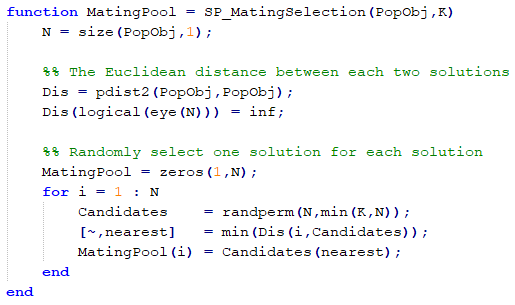 function MatingPool = SP_MatingSelection(PopObj,K)
    N = size(PopObj,1);

    %% The Euclidean distance between each two solutions
    Dis = pdist2(PopObj,PopObj);
    Dis(logical(eye(N))) = inf;

    %% Randomly select one solution for each solution
    MatingPool = zeros(1,N);
    for i = 1 : N
        Candidates    = randperm(N,min(K,N));
        [~,nearest]   = min(Dis(i,Candidates));
        MatingPool(i) = Candidates(nearest);
    end
end